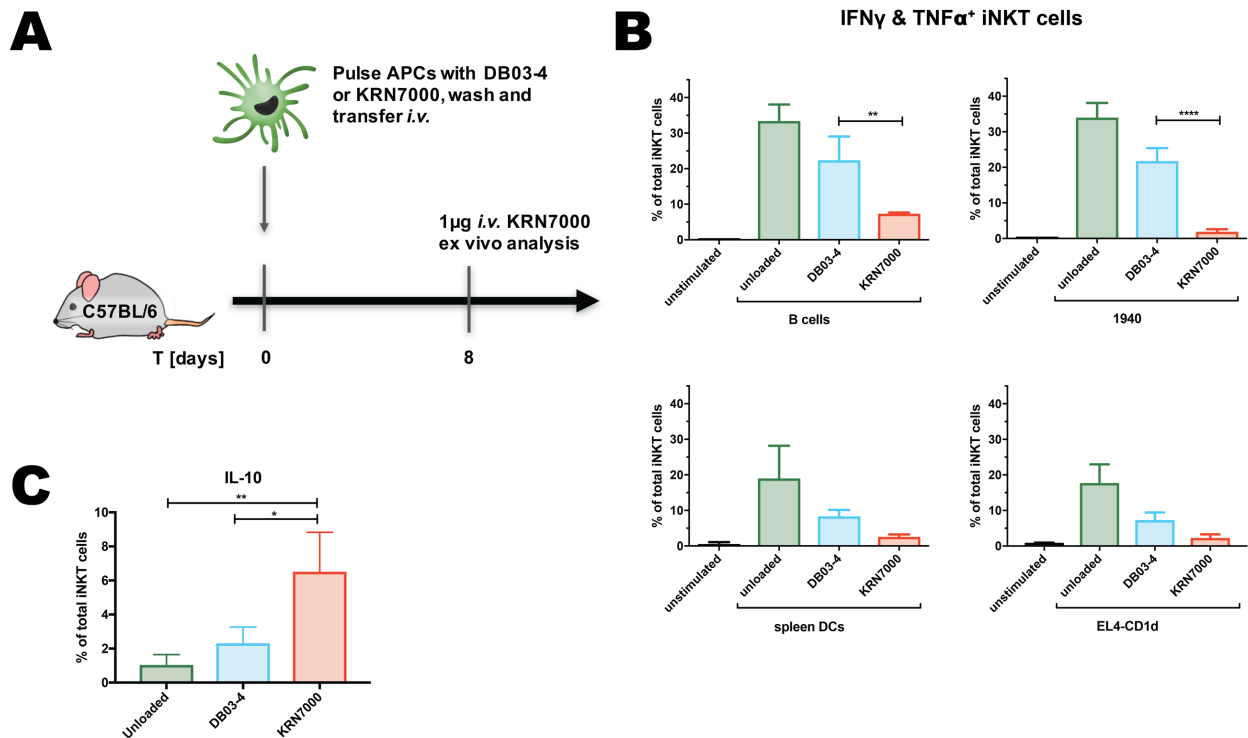 A
Pulse APCs with DB03-4
or KRN7000, wash and
transfer i.v.
1µg i.v. KRN7000
ex vivo analysis
C57BL/6
T [days]
0
8
B
IFNγ & TNFα⁺ iNKT cells
% of total iNKT cells
40
30
20
10
0
**
unstimulated
unloaded
DB03-4
KRN7000
B cells
% of total iNKT cells
40
30
20
10
0
****
unstimulated
unloaded
DB03-4
KRN7000
1940
% of total iNKT cells
40
30
20
10
0
unstimulated
unloaded
DB03-4
KRN7000
spleen DCs
% of total iNKT cells
40
30
20
10
0
unstimulated
unloaded
DB03-4
KRN7000
EL4-CD1d
C
IL-10
**
*
% of total iNKT cells
10
8
6
4
2
0
Unloaded
DB03-4
KRN7000